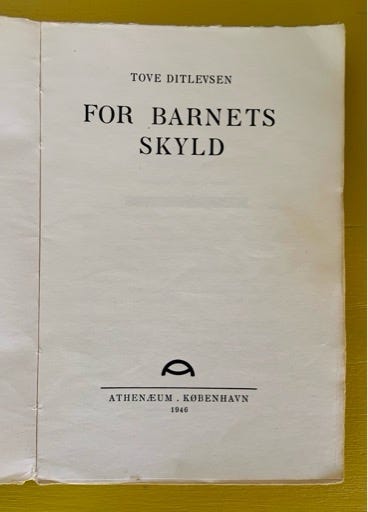 TOVE DITLEVSEN
FOR BARNETS
SKYLD
ATHENÆUM . KØBENHAVN
1946